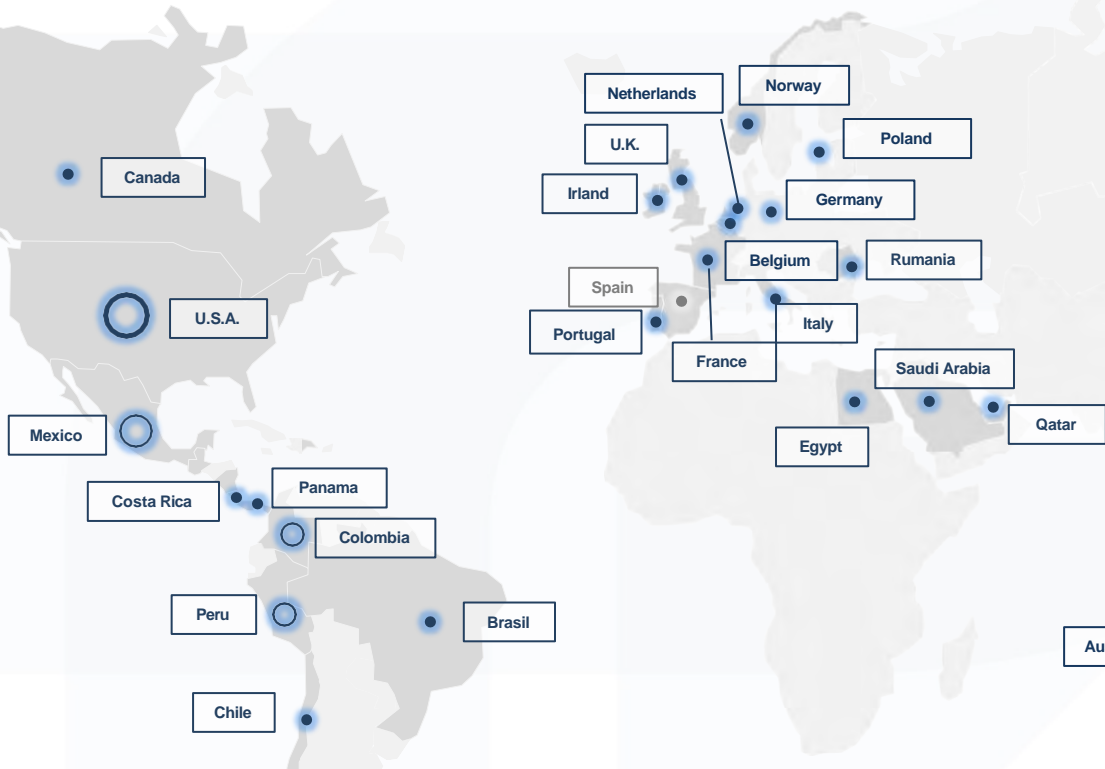 Norway
Netherlands
Poland
U.K.
Canada
Irland
Germany
Belgium
Rumania
Spain
U.S.A.
Italy
Portugal
France
Saudi Arabia
Mexico
Qatar
Egypt
Panama
Costa Rica
Colombia
Peru
Brasil
Au
Chile